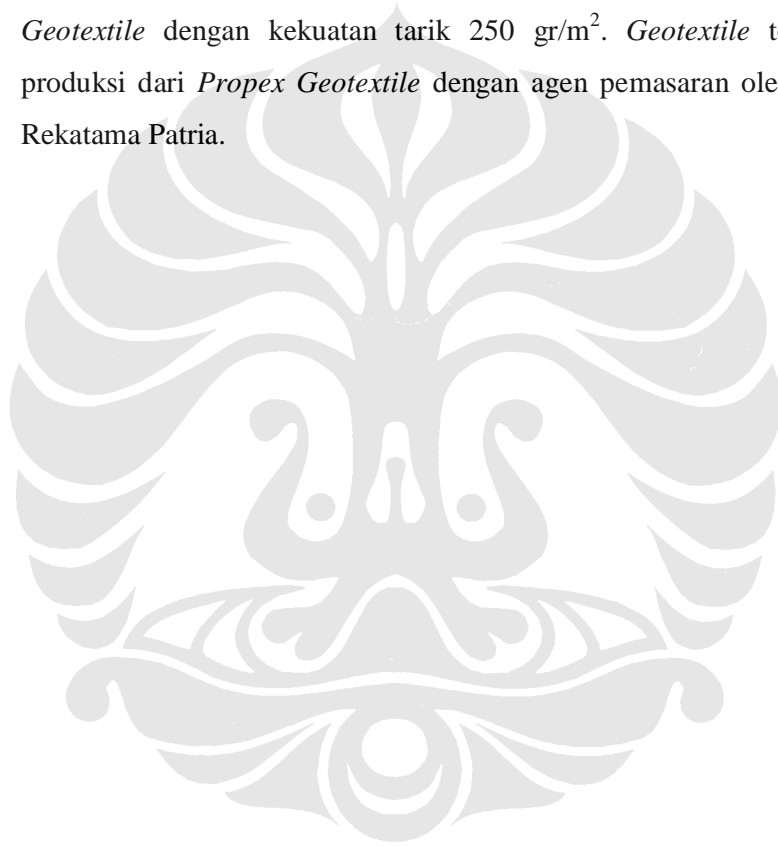 Geotextile dengan kekuatan tarik 250 gr/m². Geotextile
produksi dari Propex Geotextile dengan agen pemasaran
Rekatama Patria.